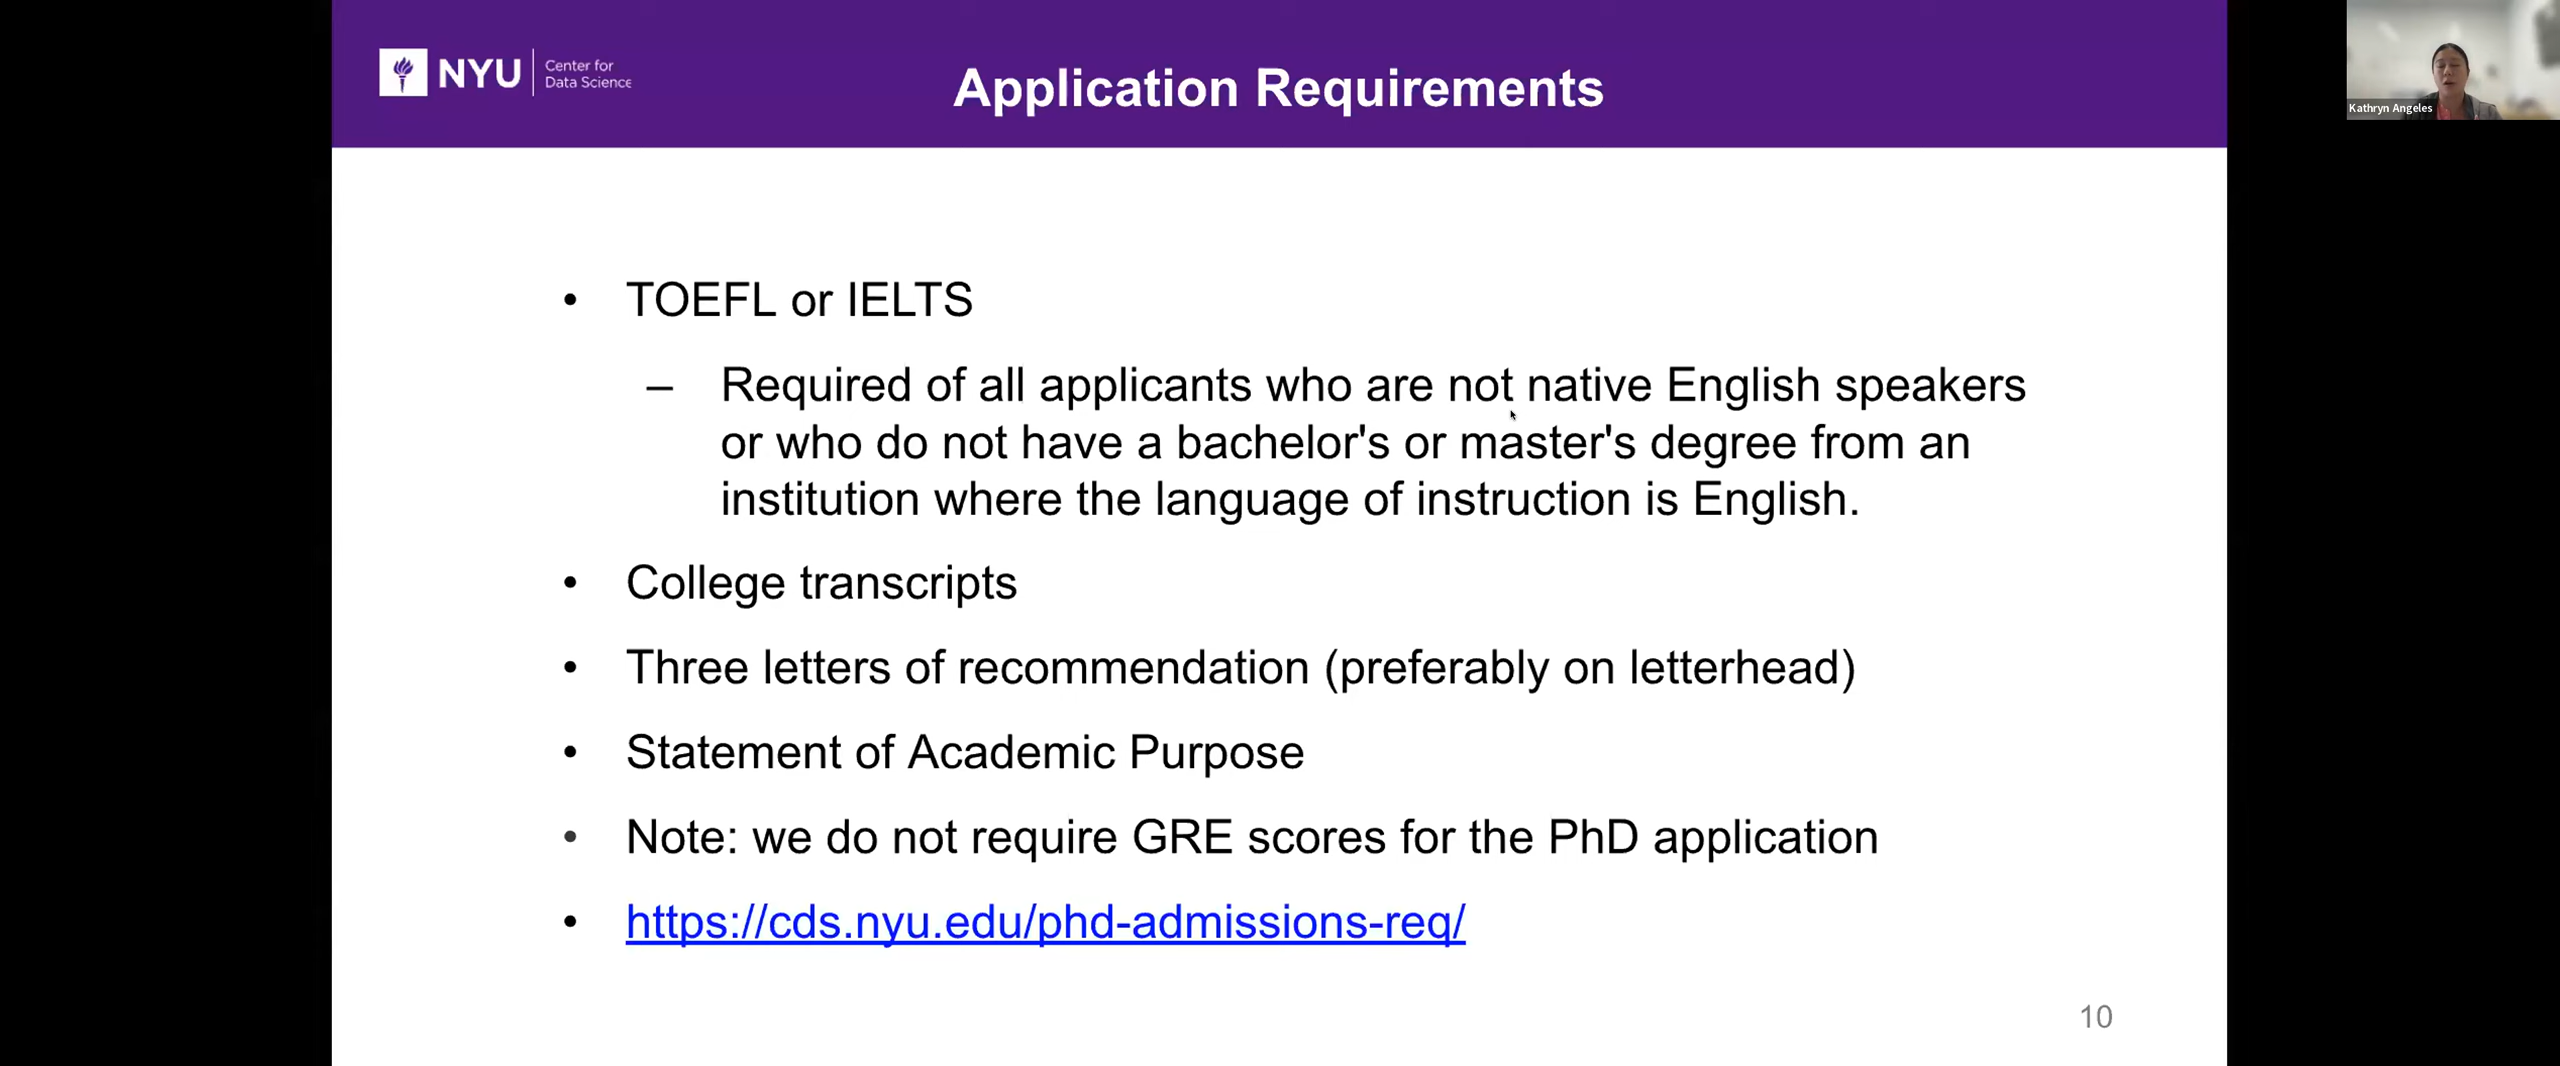 NYU
Center for
Data Science
Application Requirements
Kathryn Angeles
• TOEFL or IELTS
– Required of all applicants who are not native English speakers
or who do not have a bachelor's or master's degree from an
institution where the language of instruction is English.
• College transcripts
• Three letters of recommendation (preferably on letterhead)
• Statement of Academic Purpose
• Note: we do not require GRE scores for the PhD application
• https://cds.nyu.edu/phd-admissions-req/
10